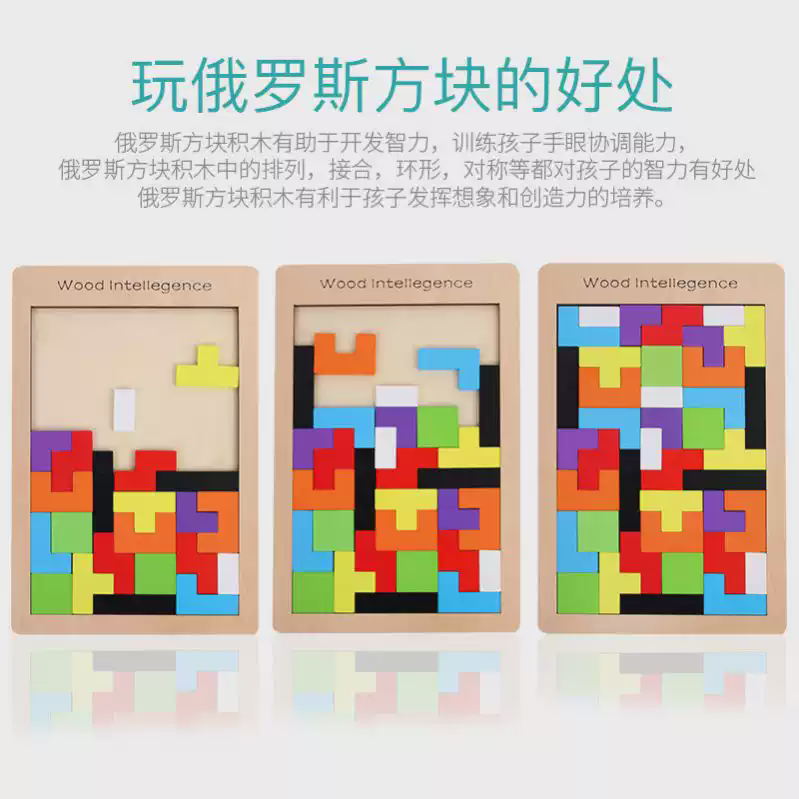 玩俄罗斯方块的好处
俄罗斯方块积木有助于开发智力，训练孩子手眼协调能力，
俄罗斯方块积木中的排列，接合，环形，对称等都对孩子的智力有好处
俄罗斯方块积木有利于孩子发挥想象和创造力的培养。
Wood Intellegence
Wood Intellegence
Wood Intellegence